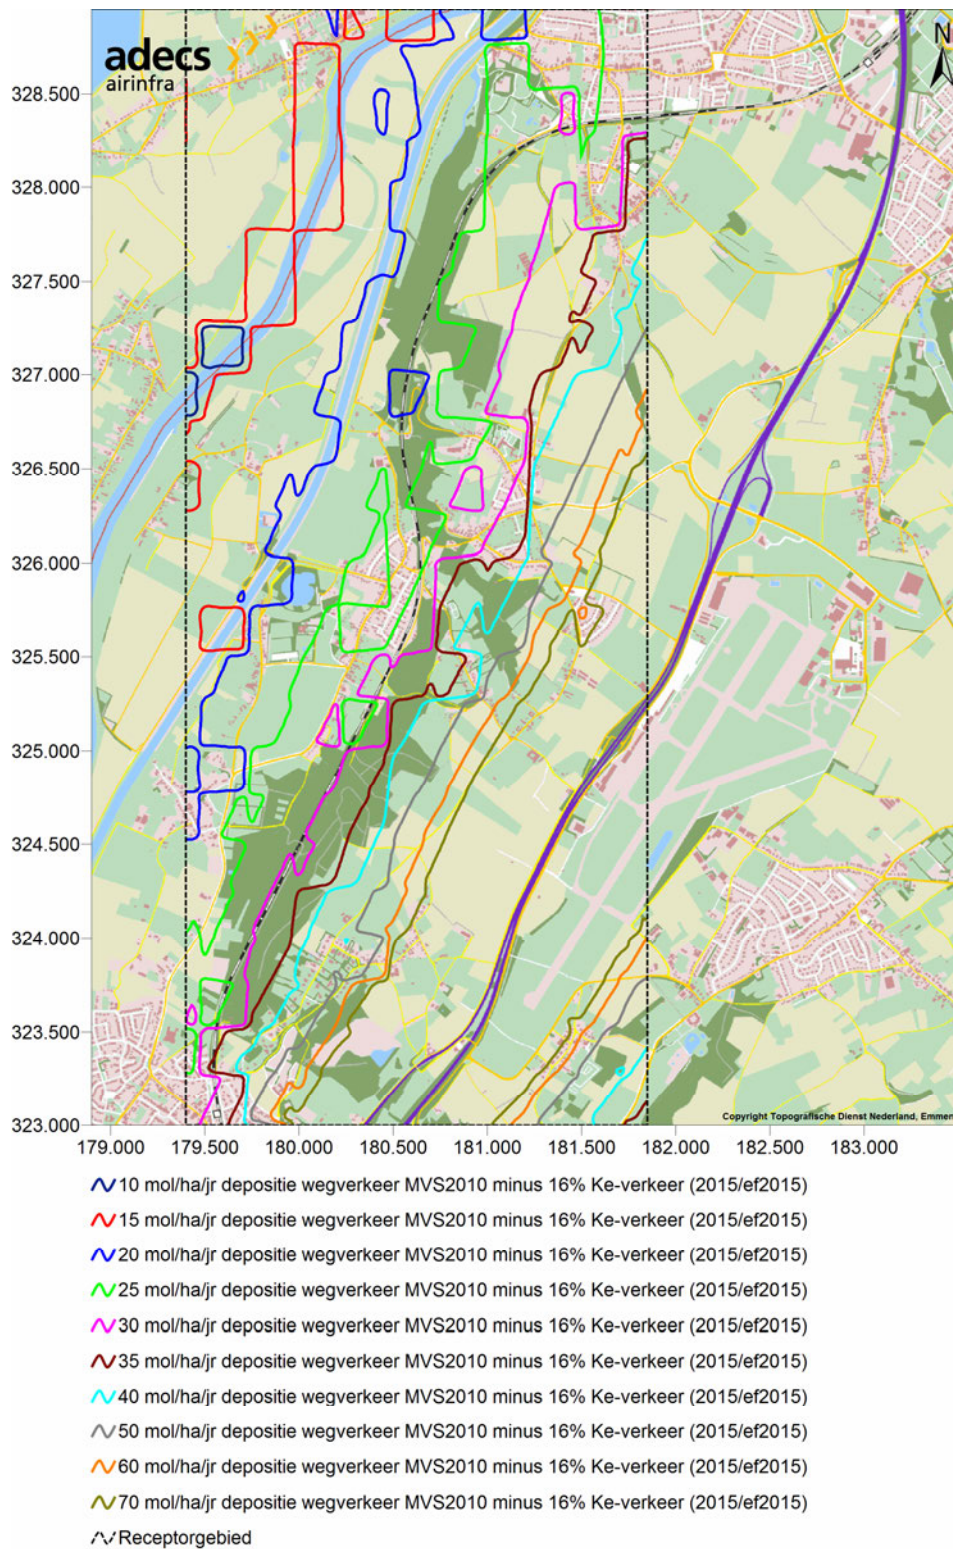 adecs
airinfra
N
328.500
328.000
327.500
327.000
326.500
326.000
325.500
325.000
324.500
324.000
323.500
323.000
Copyright Topografische Dienst Nederland, Emmen
179.000 179.500 180.000 180.500 181.000 181.500 182.000 182.500 183.000
10 mol/ha/jr depositie wegverkeer MVS2010 minus 16% Ke-verkeer (2015/ef2015)
15 mol/ha/jr depositie wegverkeer MVS2010 minus 16% Ke-verkeer (2015/ef2015)
20 mol/ha/jr depositie wegverkeer MVS2010 minus 16% Ke-verkeer (2015/ef2015)
25 mol/ha/jr depositie wegverkeer MVS2010 minus 16% Ke-verkeer (2015/ef2015)
30 mol/ha/jr depositie wegverkeer MVS2010 minus 16% Ke-verkeer (2015/ef2015)
35 mol/ha/jr depositie wegverkeer MVS2010 minus 16% Ke-verkeer (2015/ef2015)
40 mol/ha/jr depositie wegverkeer MVS2010 minus 16% Ke-verkeer (2015/ef2015)
50 mol/ha/jr depositie wegverkeer MVS2010 minus 16% Ke-verkeer (2015/ef2015)
60 mol/ha/jr depositie wegverkeer MVS2010 minus 16% Ke-verkeer (2015/ef2015)
70 mol/ha/jr depositie wegverkeer MVS2010 minus 16% Ke-verkeer (2015/ef2015)
Receptorgebied